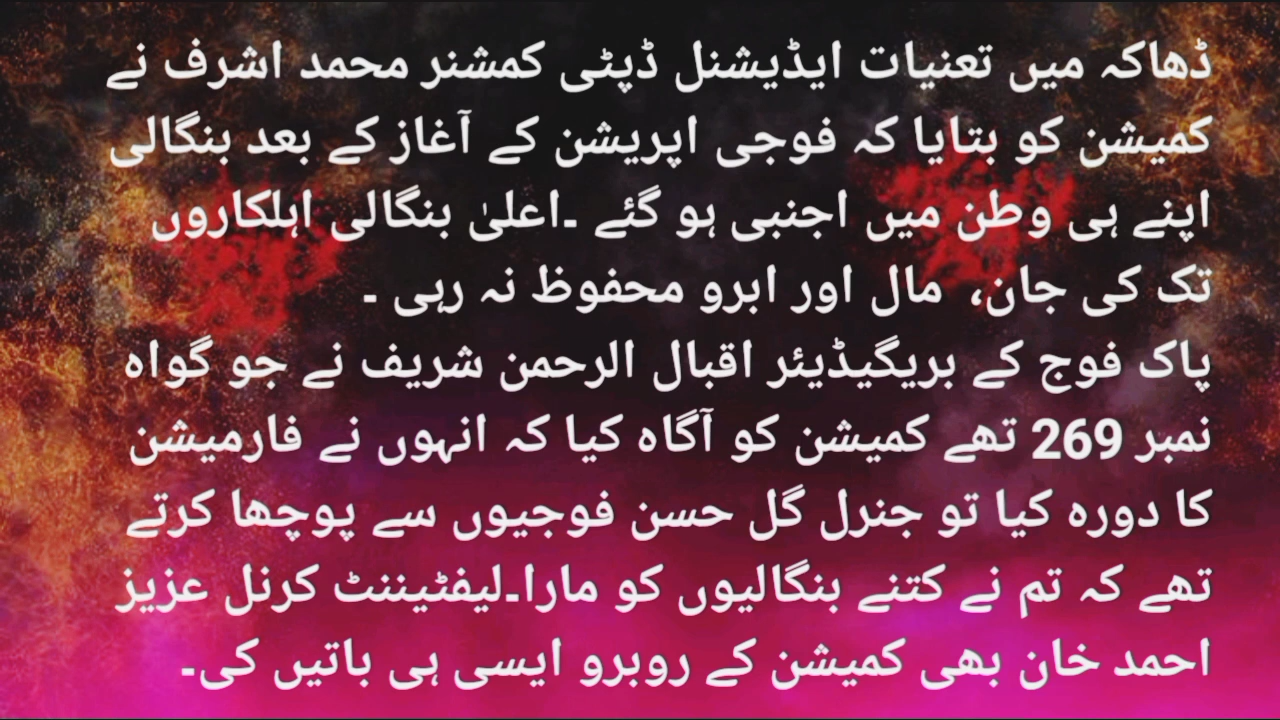 ڈھاکہ میں تعنیات ایڈیشنل ڈپٹی کمشنر محمد اشرف نے
کمیشن کو بتایا کہ فوجی اپریشن کے آغاز کے بعد بنگالی
اپنے ہی وطن میں اجنبی ہو گئے ۔اعلیٰ بنگالی اہلکاروں
تک کی جان، مال اور ابرو محفوظ نہ رہی ۔
پاک فوج کے بریگیڈیئر اقبال الرحمن شریف نے جو گواہ
نمبر 269 تھے کمیشن کو آگاہ کیا کہ انہوں نے فارمیشن
کا دورہ کیا تو جنرل گل حسن فوجیوں سے پوچھا کرتے
تھے کہ تم نے کتنے بنگالیوں کو مارا۔لیفٹیننٹ کرنل عزیز
احمد خان بھی کمیشن کے روبرو ایسی ہی باتیں کی۔